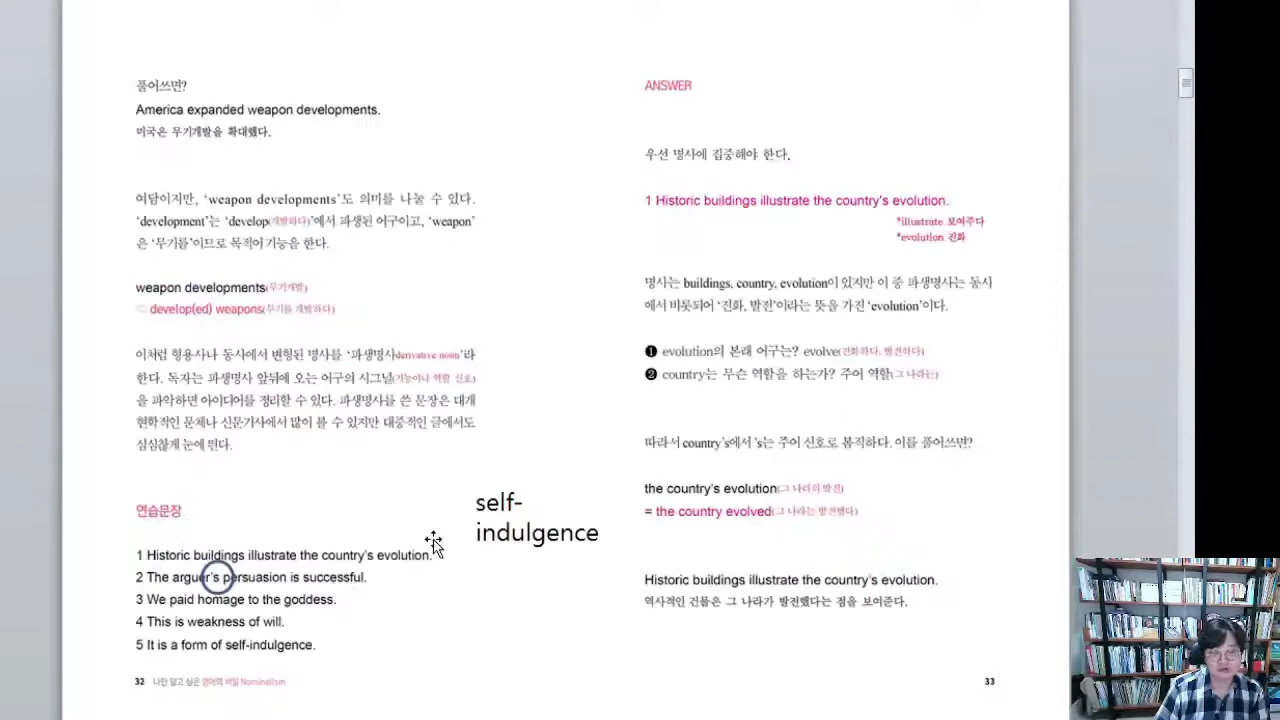 풀어쓰면?
America expanded weapon developments.
미국은 무기개발을 확대했다.
여담이지만, ‘weapon developments’도 의미를 나눌 수 있다.
‘development’는 ‘develop(개발하다)’에서 파생된 어구이고, ‘weapon’
은 ‘무기를’이므로 목적어 기능을 한다.
weapon developments(무기개발)
develop(ed) weapons(무기를 개발하다)
이처럼 형용사나 동사에서 변형된 명사를 ‘파생명사derivative noun’라
한다. 독자는 파생명사 앞뒤에 오는 어구의 시그널(기능이나 역할 신호)
을 파악하면 아이디어를 정리할 수 있다. 파생명사를 쓴 문장은 대개
현학적인 문체나 신문기사에서 많이 볼 수 있지만 대중적인 글에서도
심심찮게 눈에 띈다.
연습문장
self-
indulgence
1 Historic buildings illustrate the country’s evolution.
2 The arguer’s persuasion is successful.
3 We paid homage to the goddess.
4 This is weakness of will.
5 It is a form of self-indulgence.
32 나만 알고 싶은 영어의 비밀 Nominalism
ANSWER
우선 명사에 집중해야 한다.
1 Historic buildings illustrate the country’s evolution.
*illustrate 보여주다
*evolution 진화
명사는 buildings, country, evolution이 있지만 이 중 파생명사는 동시
에서 비롯되어 ‘진화, 발전’이라는 뜻을 가진 ‘evolution’이다.
❶ evolution의 본래 어구는? evolve(진화하다, 발전하다)
❷ country는 무슨 역할을 하는가? 주어 역할(그 나라는)
따라서 country’s에서 ’s는 주어 신호로 봄직하다. 이를 풀어쓰면?
the country’s evolution(그 나라의 발전)
= the country evolved(그 나라는 발전했다)
Historic buildings illustrate the country’s evolution.
역사적인 건물은 그 나라가 발전했다는 점을 보여준다.
33